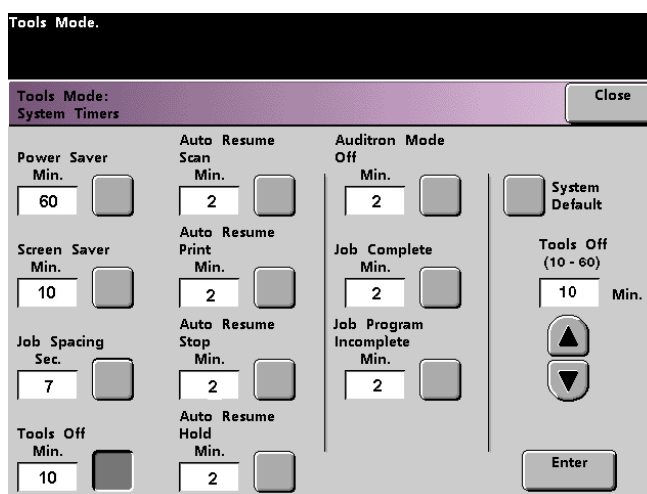 Tools Mode.
Tools Mode:
System Timers
Close
Power Saver
Min.
60
Screen Saver
Min.
10
Job Spacing
Sec.
7
Tools Off
Min.
10
Auto Resume
Scan
Min.
2
Auto Resume
Print
Min.
2
Auto Resume
Stop
Min.
2
Auto Resume
Hold
Min.
2
Auditron Mode
Off
Min.
2
Job Complete
Min.
2
Job Program
Incomplete
Min.
2
System
Default
Tools Off
(10 - 60)
10 Min.
Enter